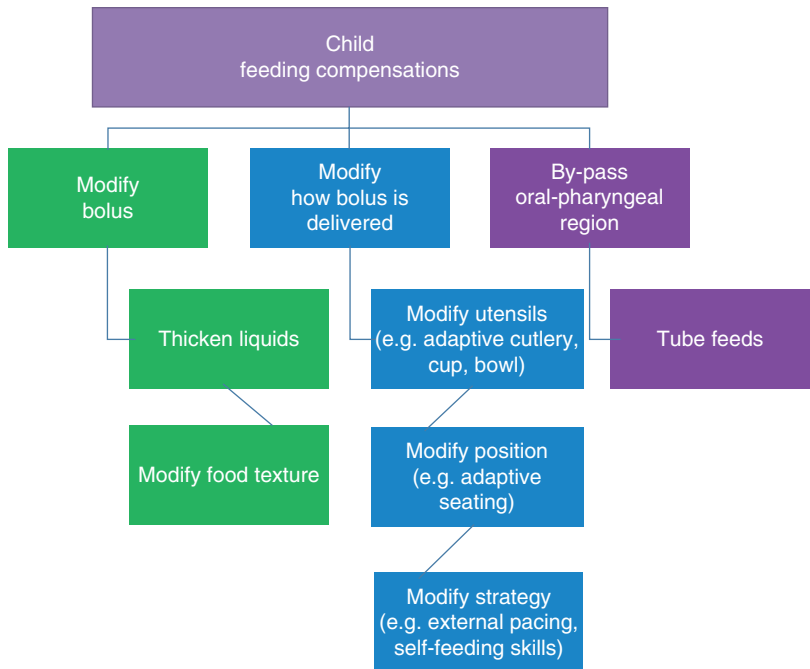 Child
feeding compensations
Modify
bolus
Modify
how bolus is
delivered
By-pass
oral-pharyngeal
region
Thicken liquids
Modify utensils
(e.g. adaptive cutlery,
cup, bowl)
Tube feeds
Modify food texture
Modify position
(e.g. adaptive
seating)
Modify strategy
(e.g. external pacing,
self-feeding skills)